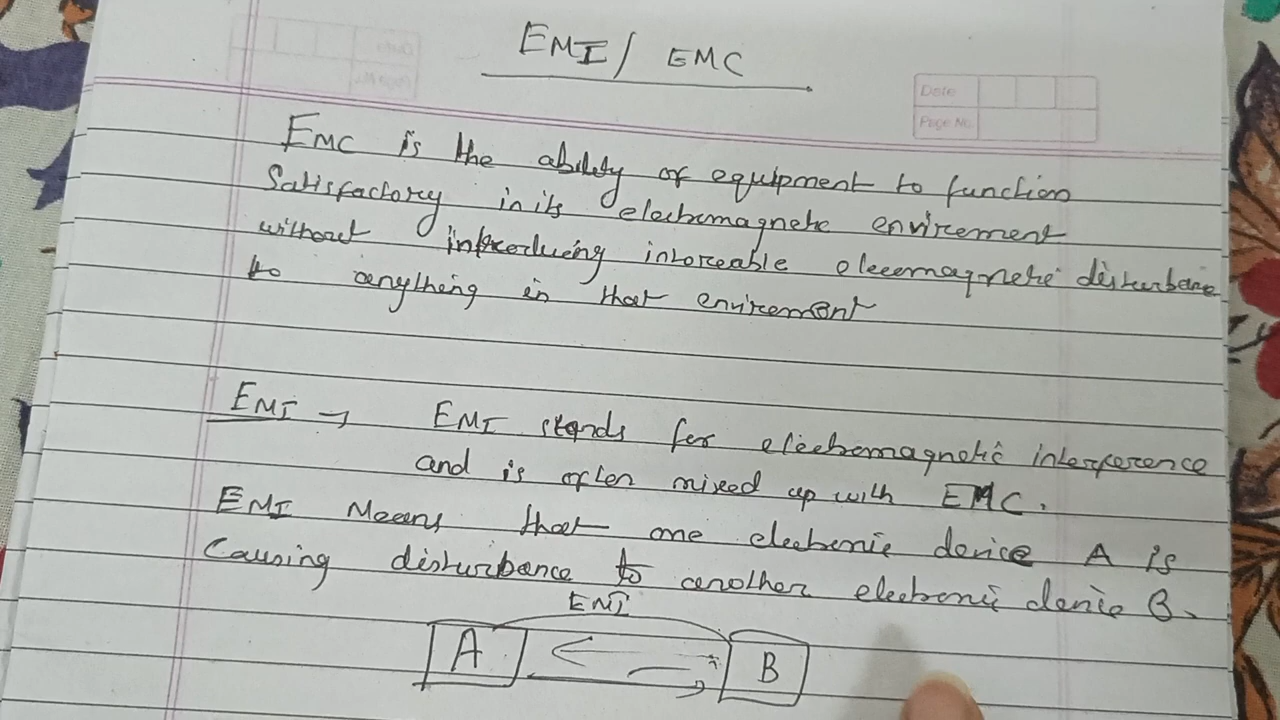 EMI / EMC
Date
Page No.
EMC is the ability of equipment to function
Satisfactory in its electromagnetic envirement
without introducing intoreable elecemagnetic disturbance
to anything in that envirement
EMI → EMI stands for electromagnetic interference
and is often mixed up with EMC.
EMI Means that one electronic device A is
Causing disturbance to another electronic device B.
EMI
A
B